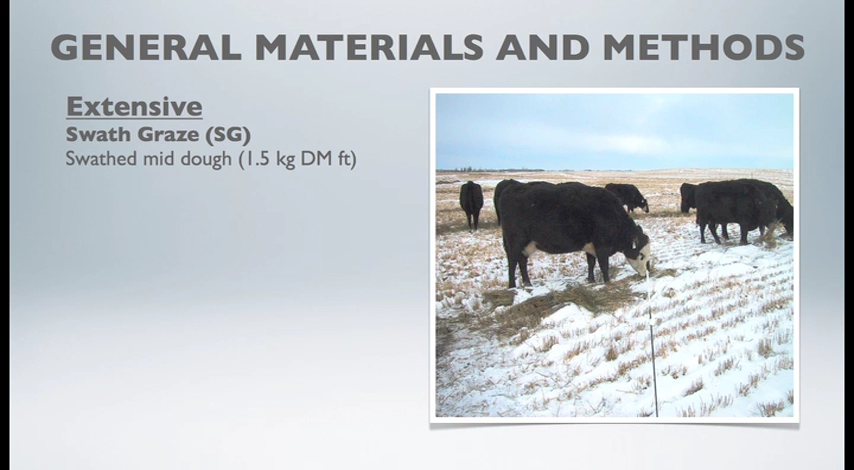 GENERAL MATERIALS AND METHODS
Extensive
Swath Graze (SG)
Swathed mid dough (1.5 kg DM ft)